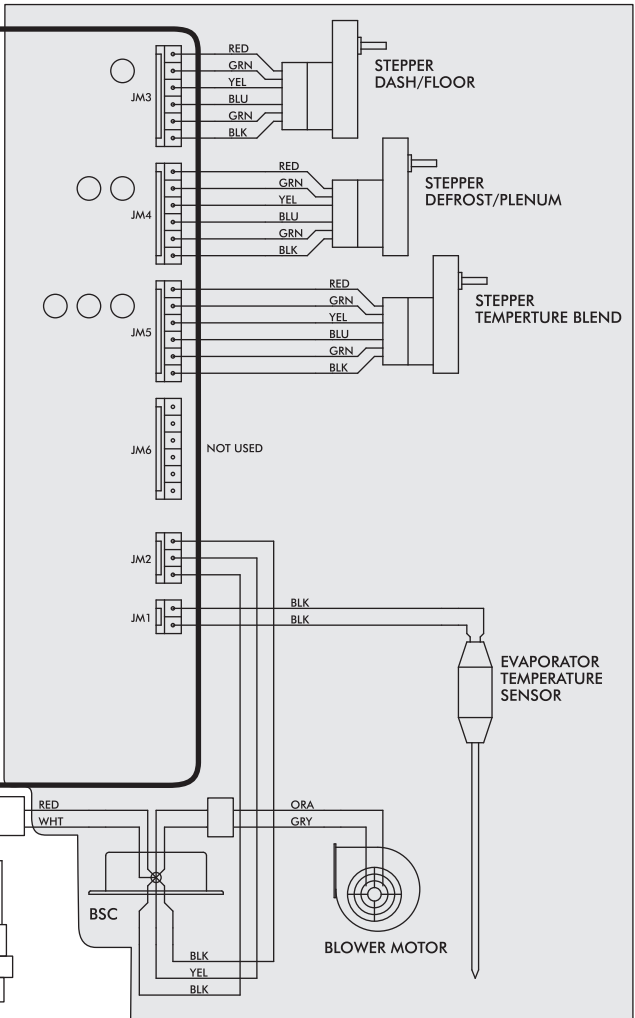 RED
GRN
YEL
BLU
GRN
BLK
JM3
STEPPER
DASH/FLOOR
RED
GRN
YEL
BLU
GRN
BLK
JM4
STEPPER
DEFROST/PLENUM
RED
GRN
YEL
BLU
GRN
BLK
JM5
STEPPER
TEMPERTURE BLEND
JM6
NOT USED
JM2
JM1
BLK
BLK
EVAPORATOR
TEMPERATURE
SENSOR
RED
WHT
ORA
GRY
BSC
BLOWER MOTOR
BLK
YEL
BLK